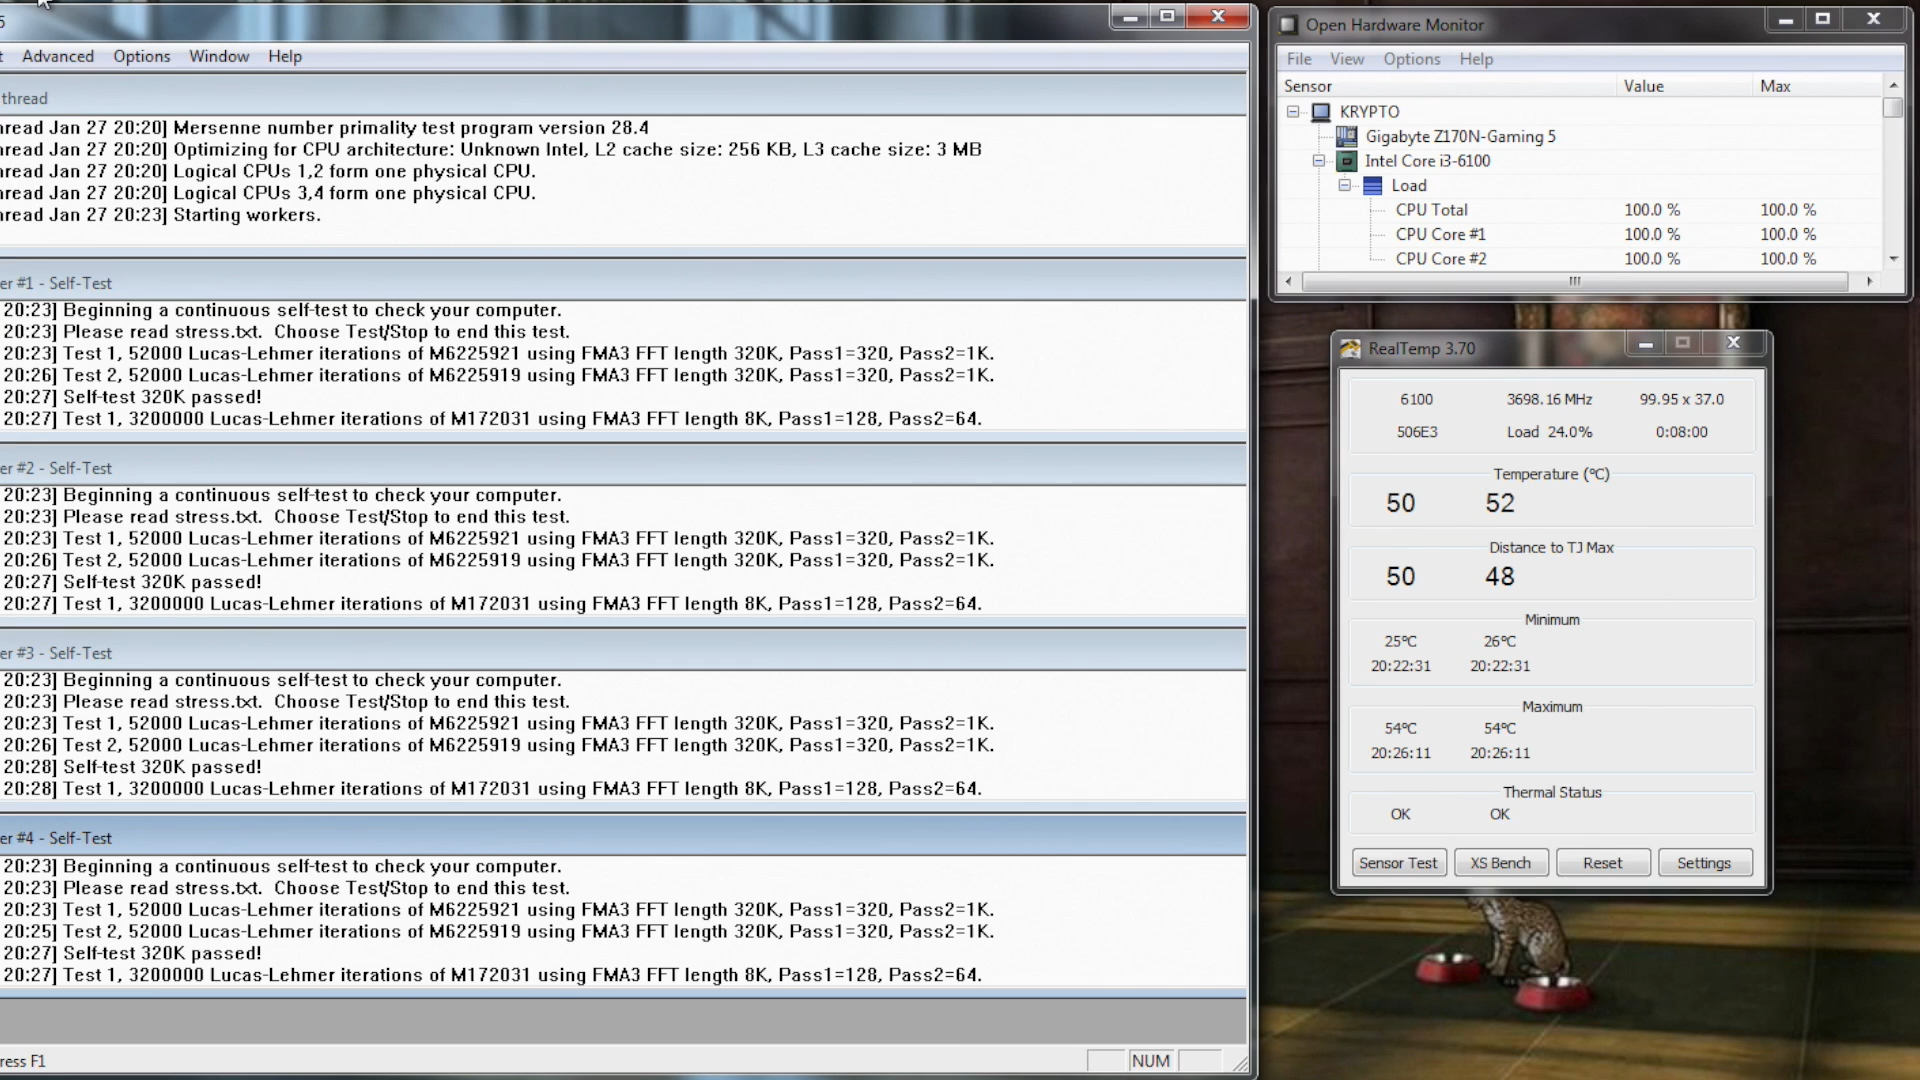 5
t Advanced Options Window Help
thread
hread Jan 27 20:20] Mersenne number primality test program version 28.4
hread Jan 27 20:20] Optimizing for CPU architecture: Unknown Intel, L2 cache size: 256 KB, L3 cache size: 3 MB
hread Jan 27 20:20] Logical CPUs 1,2 form one physical CPU.
hread Jan 27 20:20] Logical CPUs 3,4 form one physical CPU.
hread Jan 27 20:23] Starting workers.
er #1 - Self-Test
20:23] Beginning a continuous self-test to check your computer.
20:23] Please read stress.txt.  Choose Test/Stop to end this test.
20:23] Test 1, 52000 Lucas-Lehmer iterations of M6225921 using FMA3 FFT length 320K, Pass1=320, Pass2=1K.
20:26] Test 2, 52000 Lucas-Lehmer iterations of M6225919 using FMA3 FFT length 320K, Pass1=320, Pass2=1K.
20:27] Self-test 320K passed!
20:27] Test 1, 3200000 Lucas-Lehmer iterations of M172031 using FMA3 FFT length 8K, Pass1=128, Pass2=64.
er #2 - Self-Test
20:23] Beginning a continuous self-test to check your computer.
20:23] Please read stress.txt.  Choose Test/Stop to end this test.
20:23] Test 1, 52000 Lucas-Lehmer iterations of M6225921 using FMA3 FFT length 320K, Pass1=320, Pass2=1K.
20:26] Test 2, 52000 Lucas-Lehmer iterations of M6225919 using FMA3 FFT length 320K, Pass1=320, Pass2=1K.
20:27] Self-test 320K passed!
20:27] Test 1, 3200000 Lucas-Lehmer iterations of M172031 using FMA3 FFT length 8K, Pass1=128, Pass2=64.
er #3 - Self-Test
20:23] Beginning a continuous self-test to check your computer.
20:23] Please read stress.txt.  Choose Test/Stop to end this test.
20:23] Test 1, 52000 Lucas-Lehmer iterations of M6225921 using FMA3 FFT length 320K, Pass1=320, Pass2=1K.
20:26] Test 2, 52000 Lucas-Lehmer iterations of M6225919 using FMA3 FFT length 320K, Pass1=320, Pass2=1K.
20:28] Self-test 320K passed!
20:28] Test 1, 3200000 Lucas-Lehmer iterations of M172031 using FMA3 FFT length 8K, Pass1=128, Pass2=64.
er #4 - Self-Test
20:23] Beginning a continuous self-test to check your computer.
20:23] Please read stress.txt.  Choose Test/Stop to end this test.
20:23] Test 1, 52000 Lucas-Lehmer iterations of M6225921 using FMA3 FFT length 320K, Pass1=320, Pass2=1K.
20:25] Test 2, 52000 Lucas-Lehmer iterations of M6225919 using FMA3 FFT length 320K, Pass1=320, Pass2=1K.
20:27] Self-test 320K passed!
20:27] Test 1, 3200000 Lucas-Lehmer iterations of M172031 using FMA3 FFT length 8K, Pass1=128, Pass2=64.
ress F1
NUM
Open Hardware Monitor
File View Options Help
Sensor Value Max
KRYPTO
Gigabyte Z170N-Gaming 5
Intel Core i3-6100
Load
CPU Total 100.0 % 100.0 %
CPU Core #1 100.0 % 100.0 %
CPU Core #2 100.0 % 100.0 %
RealTemp 3.70
6100 3698.16 MHz 99.95 x 37.0
506E3 Load 24.0% 0:08:00
Temperature (°C)
50 52
Distance to TJ Max
50 48
Minimum
25°C 26°C
20:22:31 20:22:31
Maximum
54°C 54°C
20:26:11 20:26:11
Thermal Status
OK OK
Sensor Test XS Bench Reset Settings